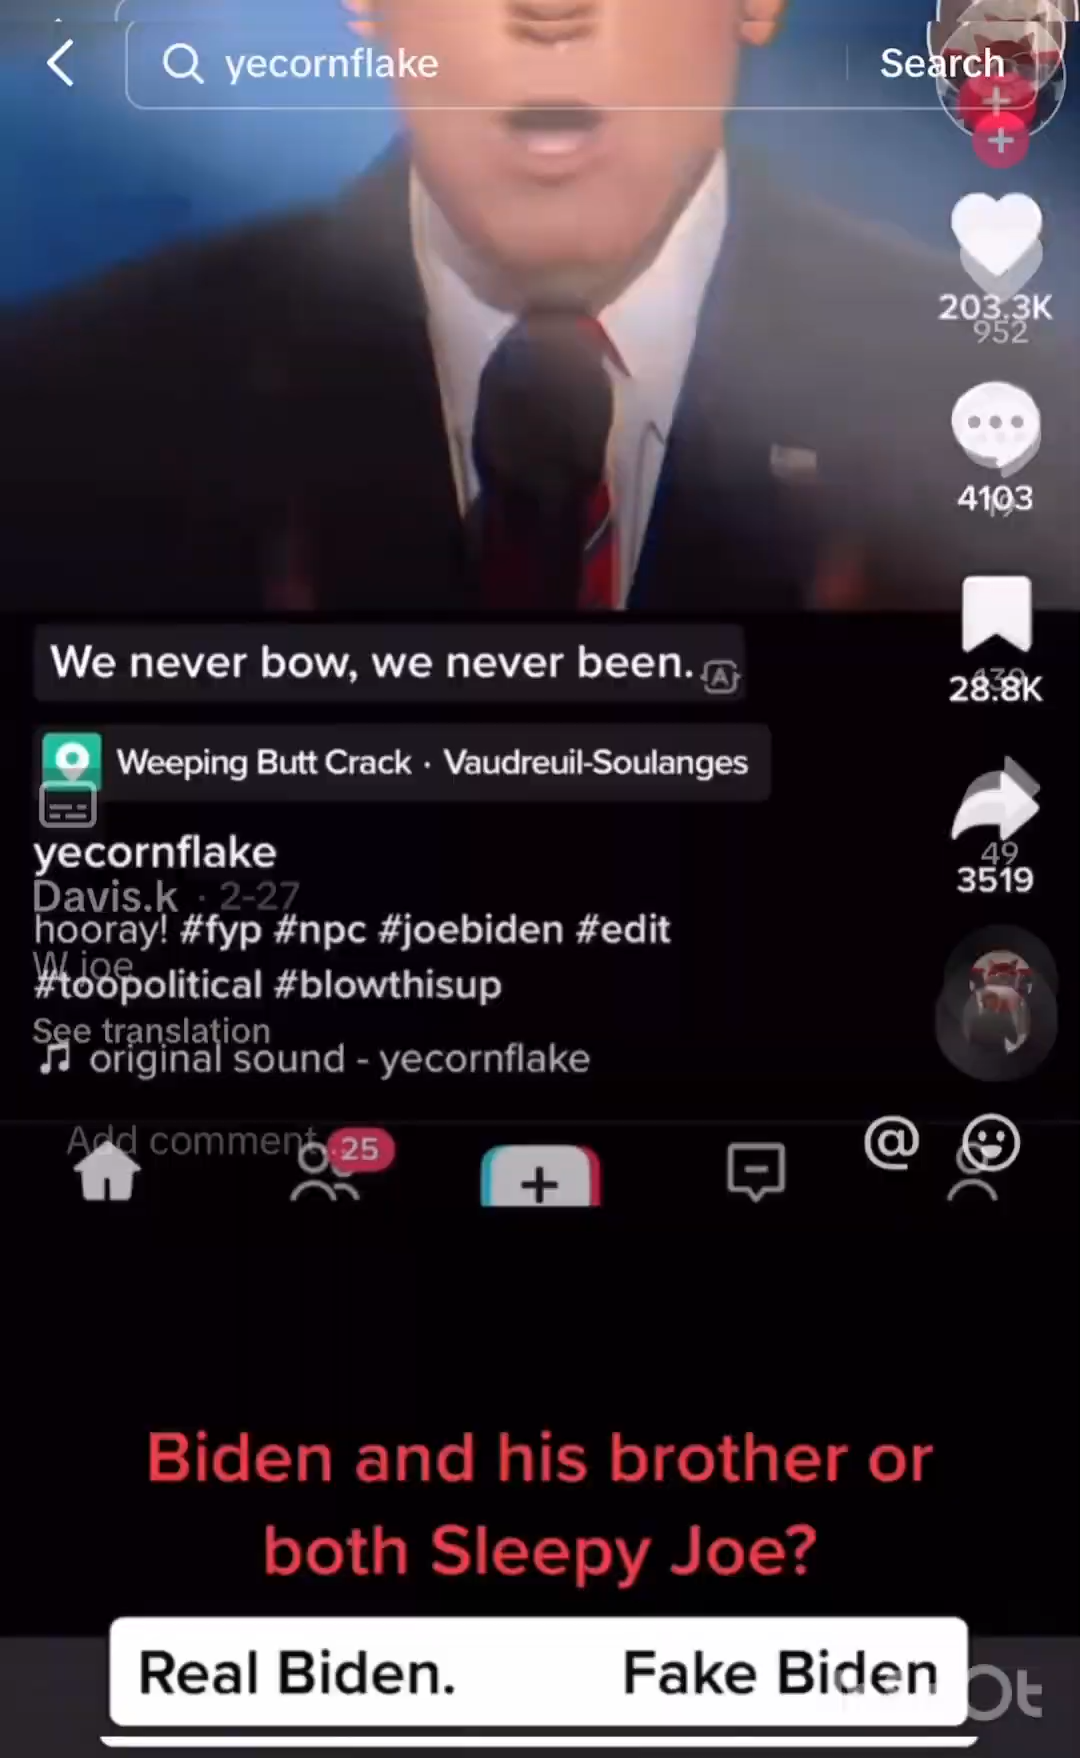 yecornflake Search
203.3K
952
4103
28.8K
We never bow, we never been.
Weeping Butt Crack · Vaudreuil-Soulanges
49
3519
yecornflake
Davis.k · 2-27
hooray! #fyp #npc #joebiden #edit
W joe
#toopolitical #blowthisup
See translation
original sound - yecornflake
Add comment...
25
Biden and his brother or
both Sleepy Joe?
Real Biden. Fake Biden